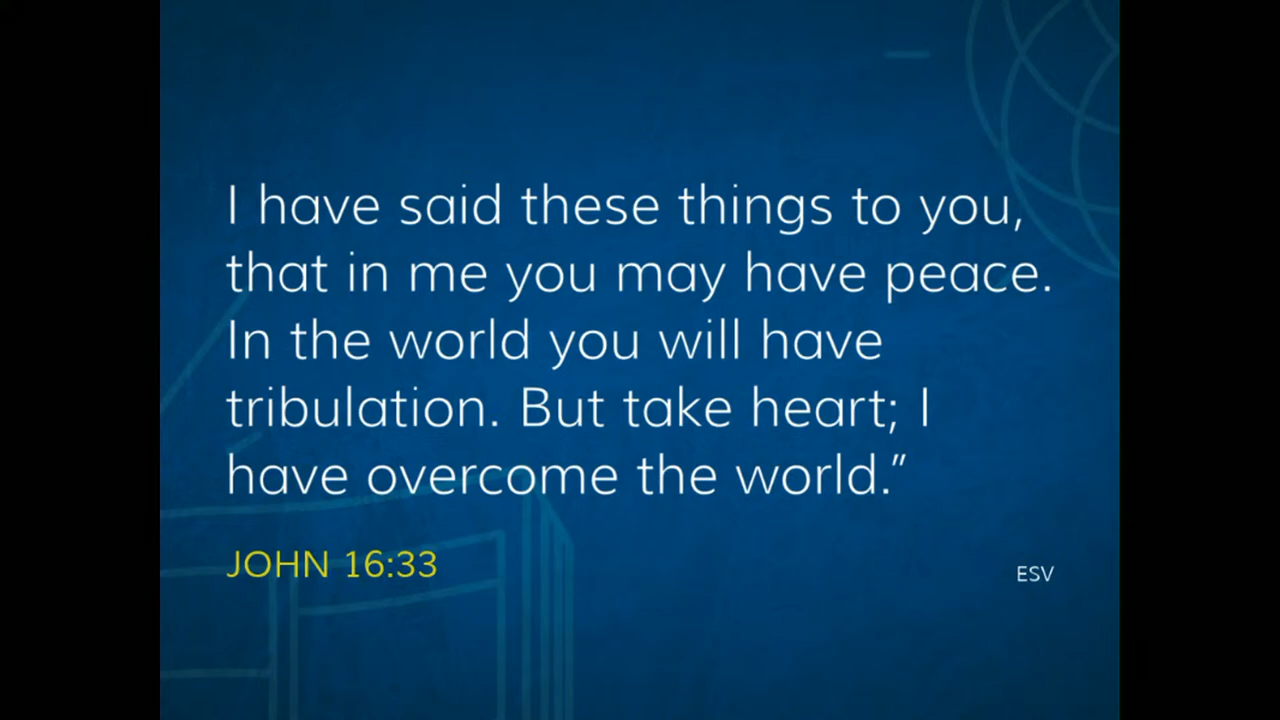 I have said these things to you,
that in me you may have peace.
In the world you will have
tribulation. But take heart; I
have overcome the world.”
JOHN 16:33
ESV